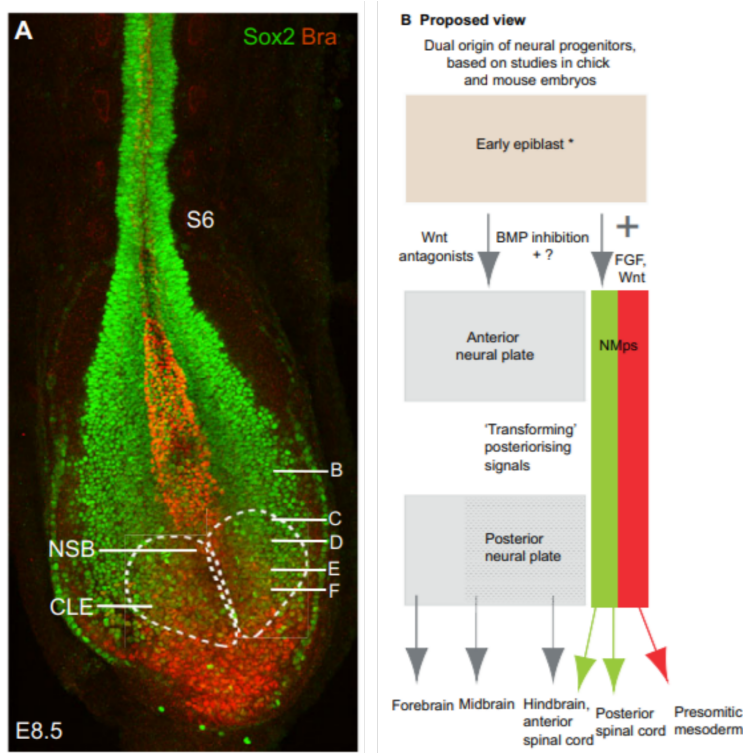 A
Sox2 Bra
S6
B
C
NSB
D
E
CLE
F
E8.5
B Proposed view
Dual origin of neural progenitors,
based on studies in chick
and mouse embryos
Early epiblast *
Wnt
antagonists
BMP inhibition
+ ?
+
FGF,
Wnt
Anterior
neural plate
NMps
‘Transforming’
posteriorising
signals
Posterior
neural plate
Forebrain
Midbrain
Hindbrain,
anterior
spinal cord
Posterior
spinal cord
Presomitic
mesoderm